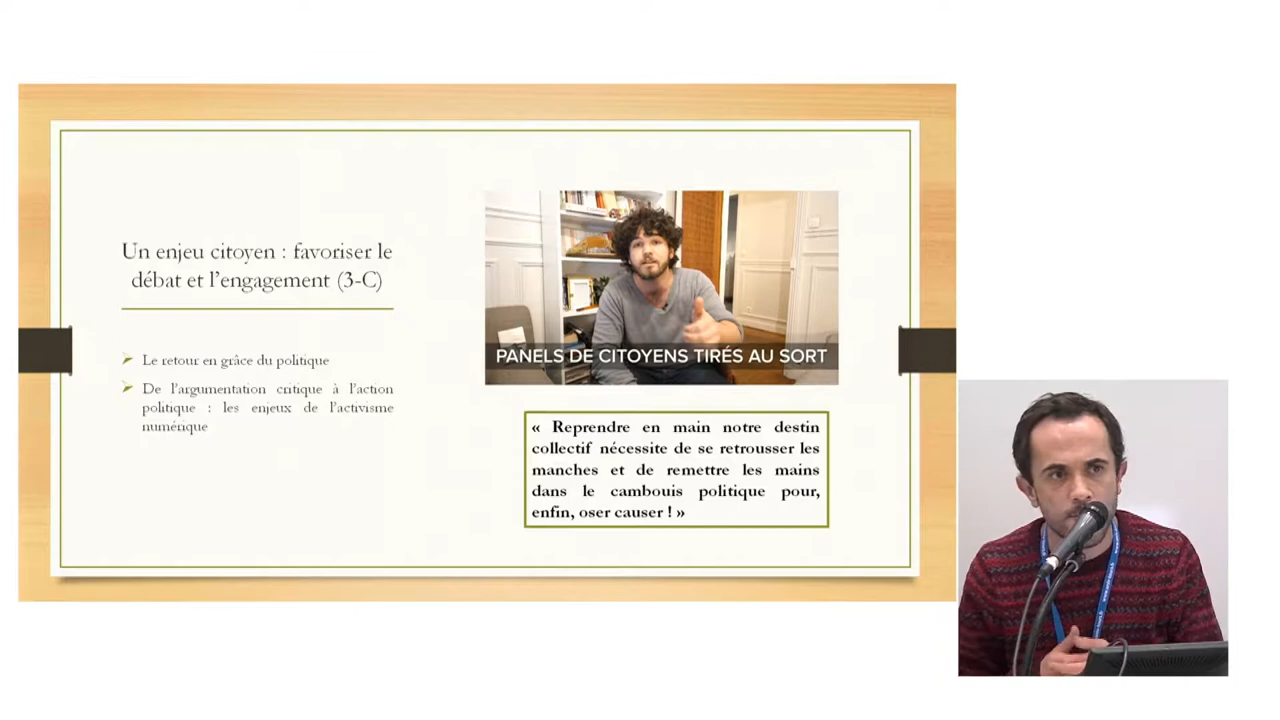 Un enjeu citoyen : favoriser le
débat et l'engagement (3-C)
Le retour en grâce du politique
De l'argumentation critique à l'action
politique : les enjeux de l'activisme
numérique
PANELS DE CITOYENS TIRÉS AU SORT
« Reprendre en main notre destin
collectif nécessite de se retrousser les
manches et de remettre les mains
dans le cambouis politique pour,
enfin, oser causer ! »